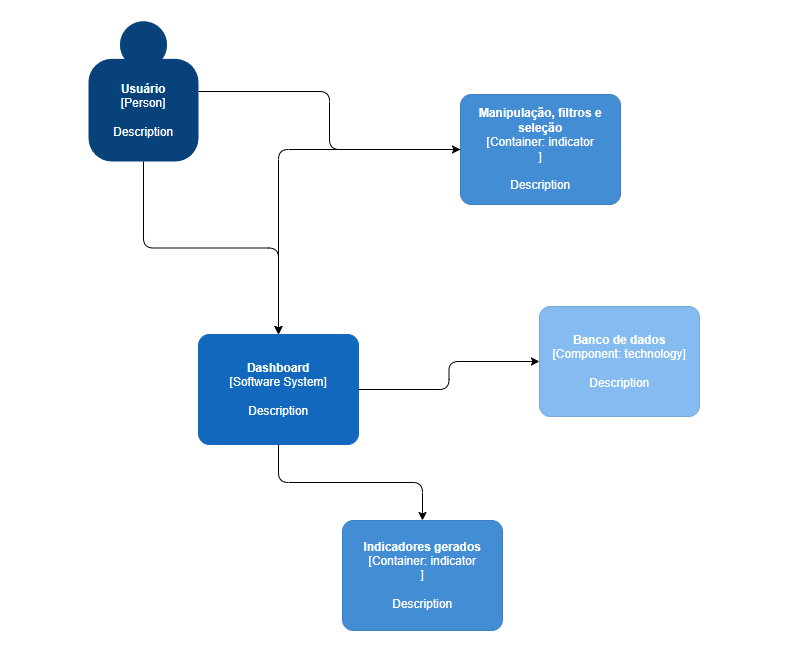 Usuário
[Person]
Description
Manipulação, filtros e
seleção
[Container: indicator
]
Description
Banco de dados
[Component: technology]
Description
Dashboard
[Software System]
Description
Indicadores gerados
[Container: indicator
]
Description